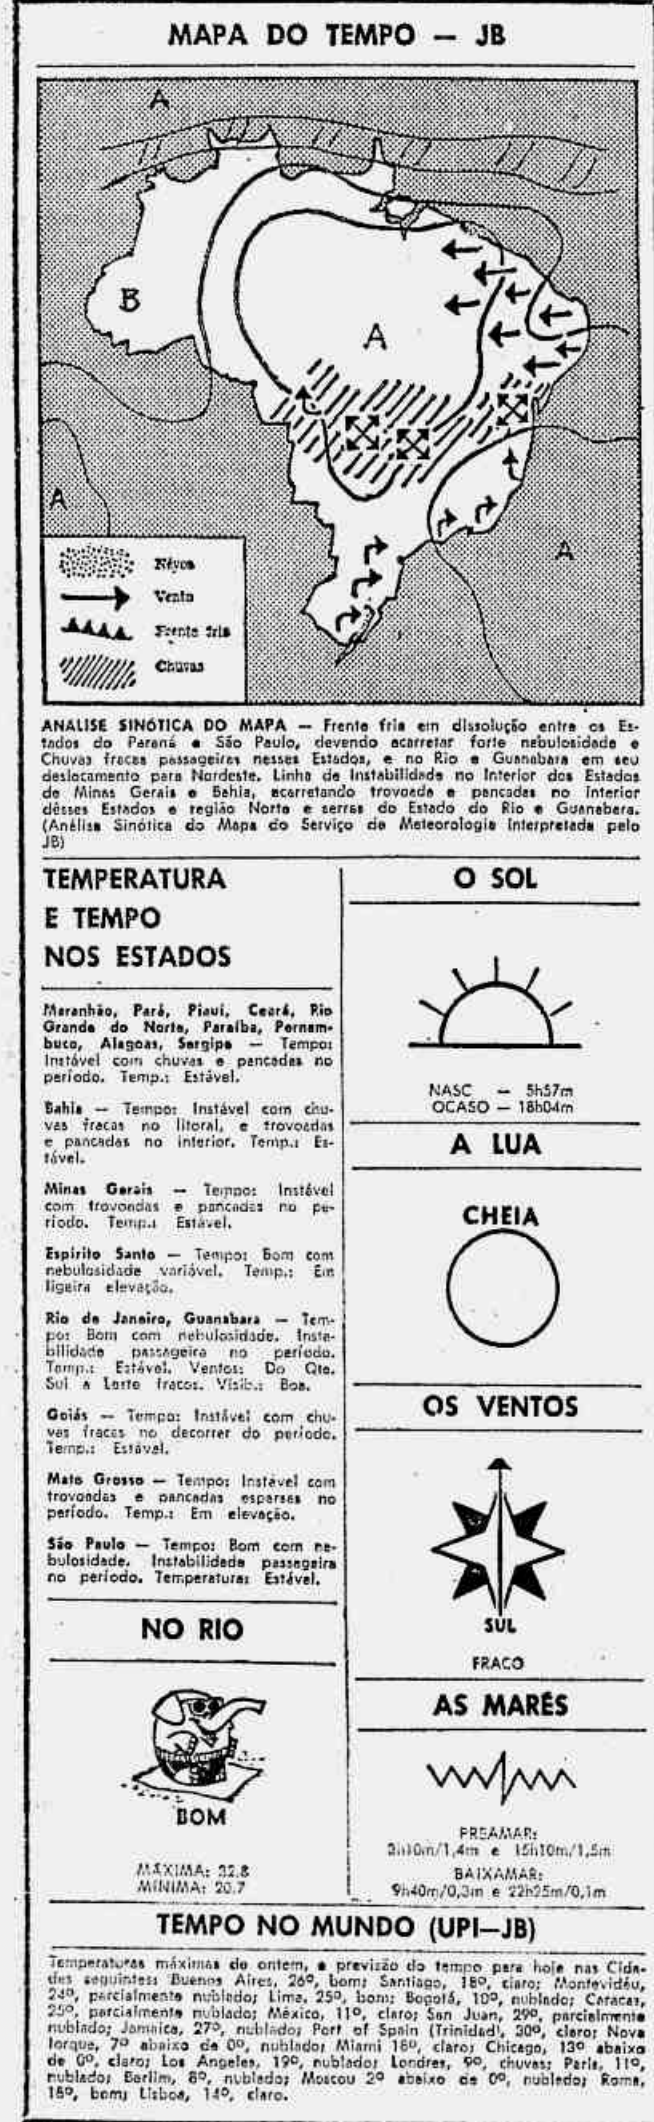 MAPA DO TEMPO — JB
A
B
A
A
A
Névoa
Vento
Frente fria
Chuvas
ANALISE SINÓTICA DO MAPA — Frente fria em dissolução entre os Es-
tados do Paraná e São Paulo, devendo acarretar forte nebulosidade e
Chuvas fracas passageiras nesses Estados, e no Rio e Guanabara em seu
deslocamento para Nordeste. Linha de Instabilidade no Interior dos Estados
de Minas Gerais e Bahia, acarretando trovoada e pancadas no Interior
dêsses Estados e região Norte e serras do Estado do Rio e Guanabara.
(Análise Sinótica do Mapa do Serviço de Meteorologia Interpretada pelo
JB)
TEMPERATURA
E TEMPO
NOS ESTADOS
Maranhão, Pará, Piauí, Ceará, Rio
Grande do Norte, Paraíba, Pernam-
buco, Alagoas, Sergipe — Tempo:
Instável com chuvas e pancadas no
período. Temp.: Estável.
Bahia — Tempo: Instável com chu-
vas fracas no litoral, e trovoadas
e pancadas no interior. Temp.: Es-
tável.
Minas Gerais — Tempo: Instável
com trovoadas e pancadas no pe-
ríodo. Temp.: Estável.
Espírito Santo — Tempo: Bom com
nebulosidade variável. Temp.: Em
ligeira elevação.
Rio de Janeiro, Guanabara — Tem-
po: Bom com nebulosidade. Insta-
bilidade passageira no período.
Temp.: Estável. Ventos: Do Qte.
Sul a Leste fracos. Visib.: Boa.
Goiás — Tempo: Instável com chu-
vas fracas no decorrer do período.
Temp.: Estável.
Mato Grosso — Tempo: Instável com
trovoadas e pancadas esparsas no
período. Temp.: Em elevação.
São Paulo — Tempo: Bom com ne-
bulosidade. Instabilidade passageira
no período. Temperatura: Estável.
NO RIO
BOM
MÁXIMA: 32.8
MÍNIMA: 20.7
O SOL
NASC — 5h57m
OCASO — 18h04m
A LUA
CHEIA
OS VENTOS
SUL
FRACO
AS MARÉS
PREAMAR:
3h10m/1,4m e 15h10m/1,5m
BAIXAMAR:
9h40m/0,3m e 22h25m/0,1m
TEMPO NO MUNDO (UPI—JB)
Temperaturas máximas de ontem, e previsão do tempo para hoje nas Cida-
des seguintes: Buenos Aires, 26º, bom; Santiago, 18º, claro; Montevidéu,
24º, parcialmente nublado; Lima, 25º, bom; Bogotá, 10º, nublado; Caracas,
25º, parcialmente nublado; México, 11º, claro; San Juan, 29º, parcialmente
nublado; Jamaica, 27º, nublado; Port of Spain (Trinidad), 30º, claro; Nova
Iorque, 7º abaixo de 0º, nublado; Miami 16º, claro; Chicago, 13º abaixo
de 0º, claro; Los Angeles, 19º, nublado; Londres, 9º, chuvas; Paris, 11º,
nublado; Berlim, 8º, nublado; Moscou 2º abaixo de 0º, nublado; Roma,
15º, bom; Lisboa, 14º, claro.